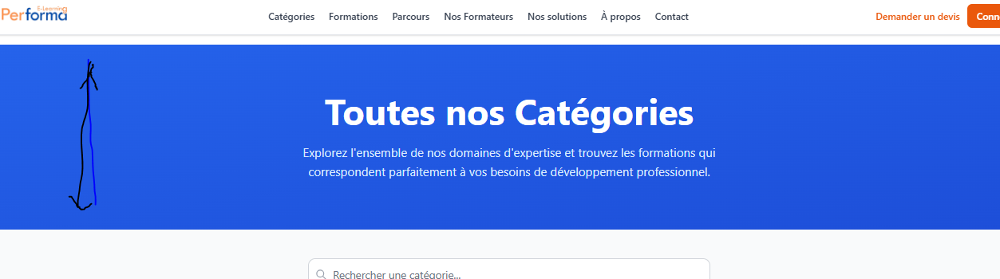 E-Learning
Performa
Catégories Formations Parcours Nos Formateurs Nos solutions À propos Contact
Demander un devis
Toutes nos Catégories
Explorez l'ensemble de nos domaines d'expertise et trouvez les formations qui
correspondent parfaitement à vos besoins de développement professionnel.
Rechercher une catégorie...